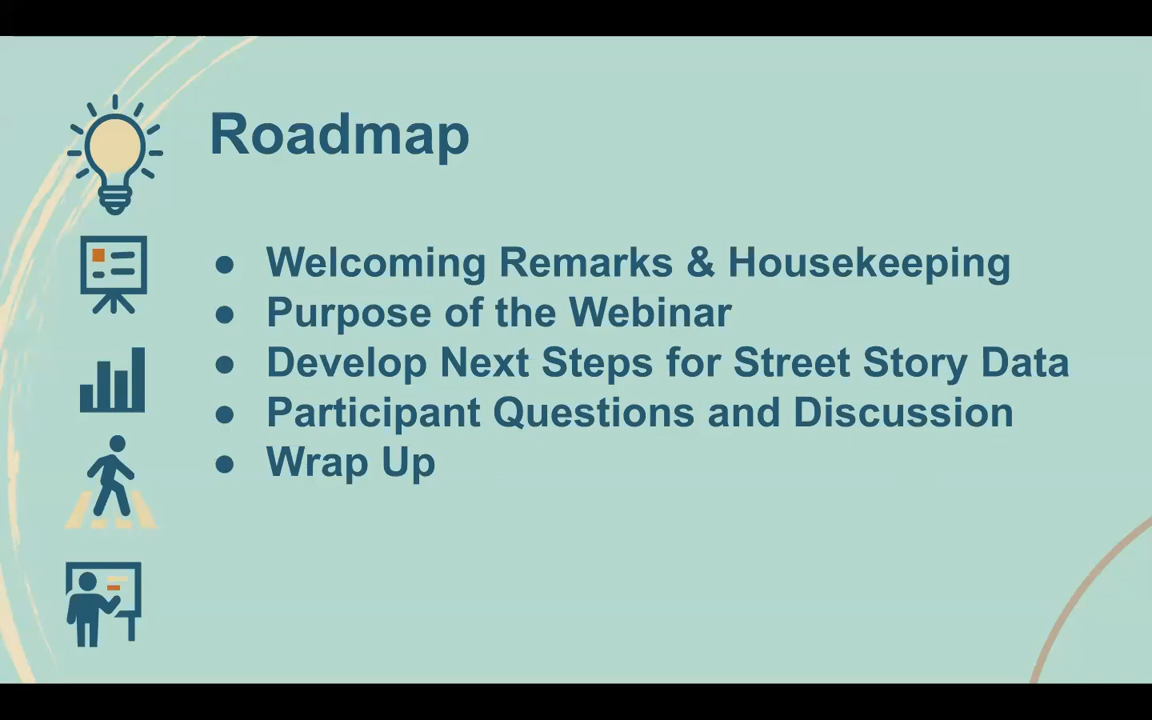 Roadmap
● Welcoming Remarks & Housekeeping
● Purpose of the Webinar
● Develop Next Steps for Street Story Data
● Participant Questions and Discussion
● Wrap Up